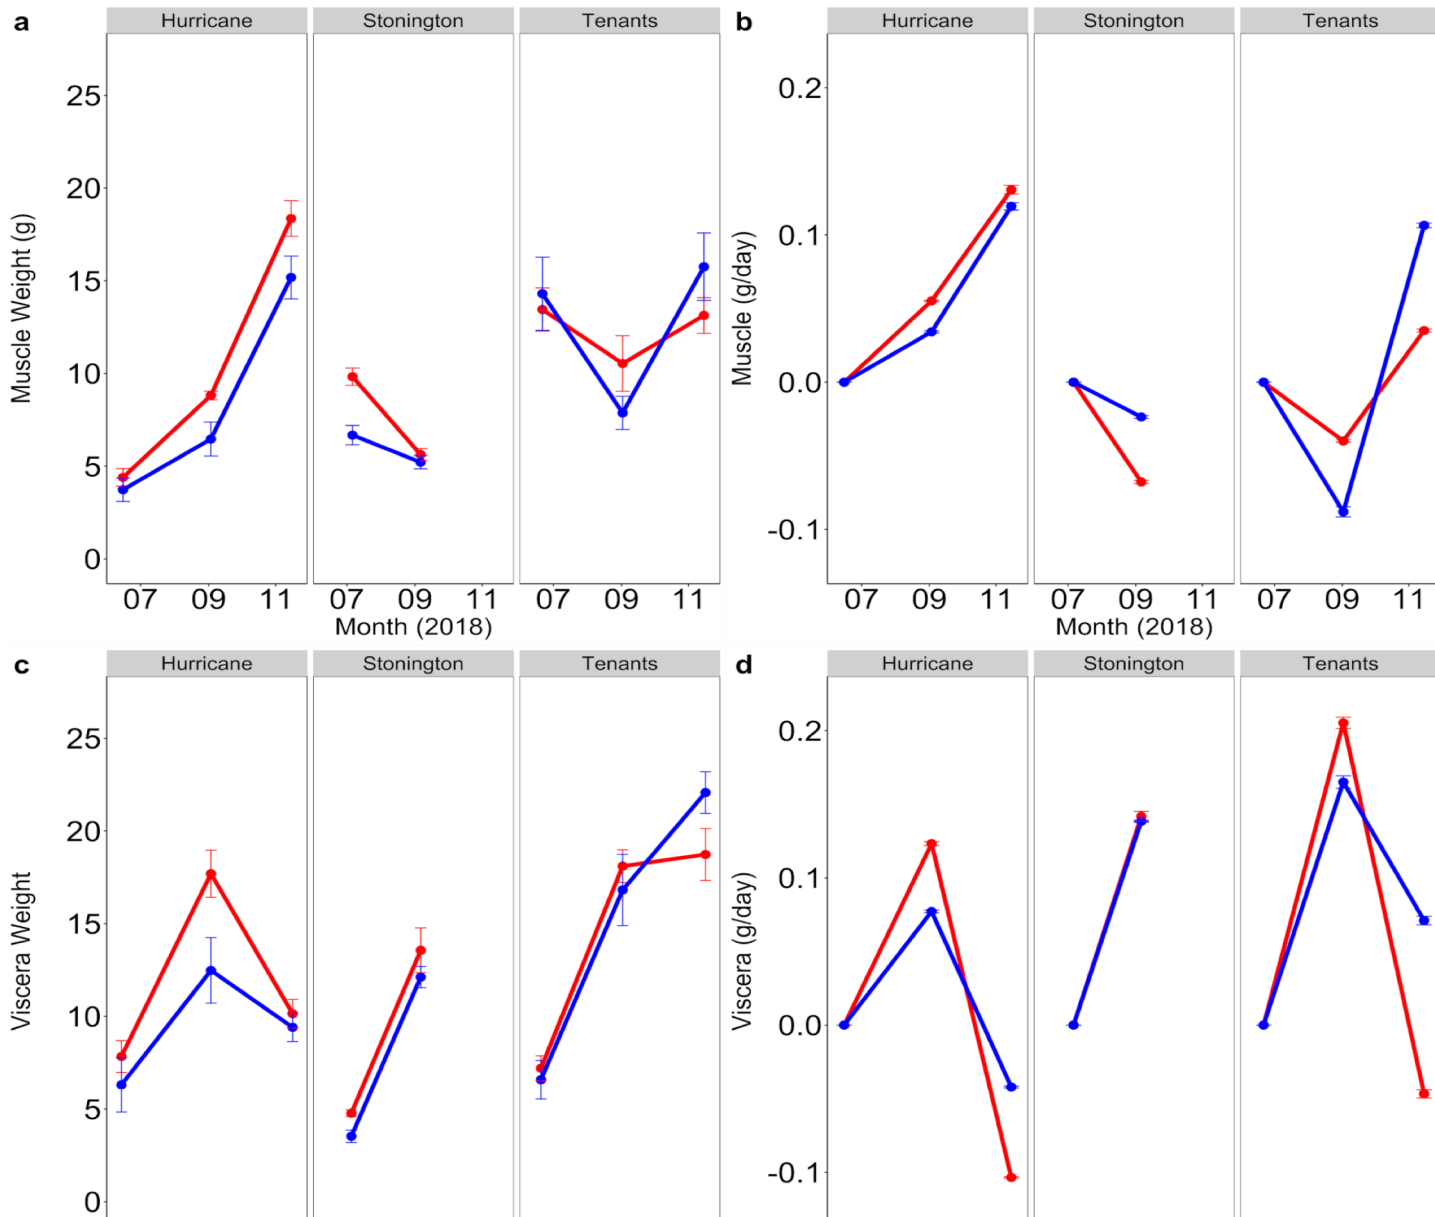 a Hurricane Stonington Tenants
Muscle Weight (g)
25
20
15
10
5
0
07 09 11 07 09 11 07 09 11
Month (2018)
b Hurricane Stonington Tenants
Muscle (g/day)
0.2
0.1
0.0
-0.1
07 09 11 07 09 11 07 09 11
Month (2018)
c Hurricane Stonington Tenants
Viscera Weight
25
20
15
10
5
0
d Hurricane Stonington Tenants
Viscera (g/day)
0.2
0.1
0.0
-0.1